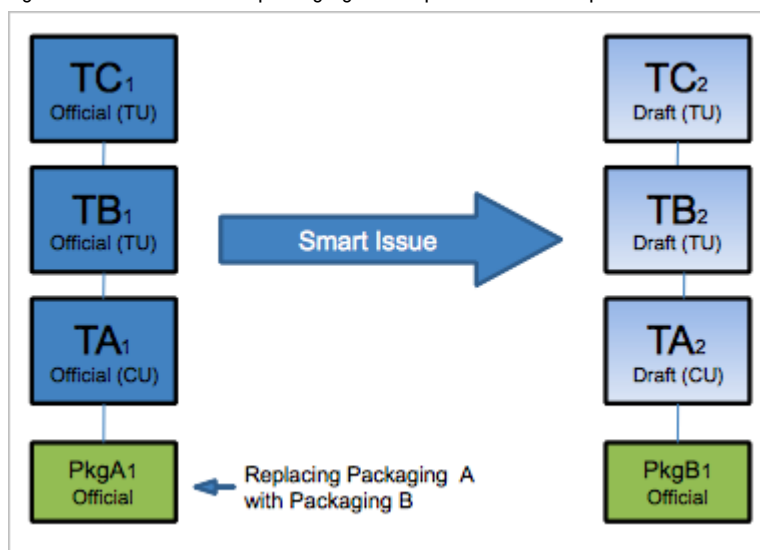 TC1
Official (TU)
TB1
Official (TU)
TA1
Official (CU)
PkgA1
Official
Smart Issue
Replacing Packaging A
with Packaging B
TC2
Draft (TU)
TB2
Draft (TU)
TA2
Draft (CU)
PkgB1
Official